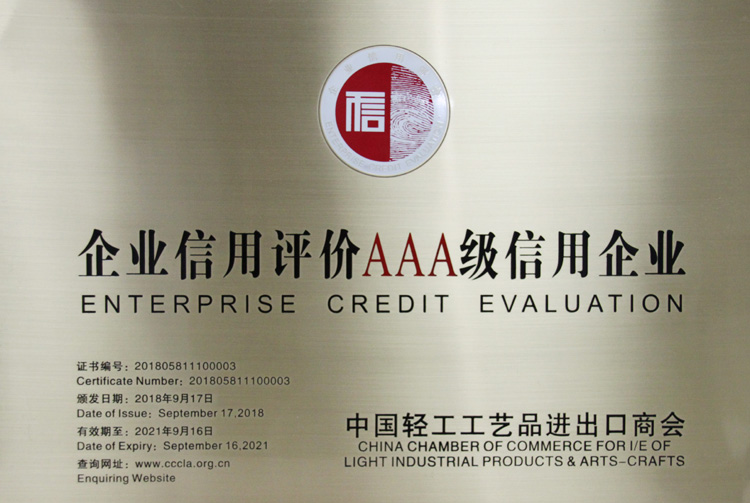 信
企业信用评价AAA级信用企业
ENTERPRISE CREDIT EVALUATION
证书编号：201805811100003
Certificate Number：201805811100003
颁发日期：2018年9月17日
Date of Issue：September 17,2018
有效期至：2021年9月16日
Date of Expiry：September 16,2021
查询网址：www.cccla.org.cn
Enquiring Website
中国轻工工艺品进出口商会
CHINA CHAMBER OF COMMERCE FOR I/E OF
LIGHT INDUSTRIAL PRODUCTS & ARTS-CRAFTS